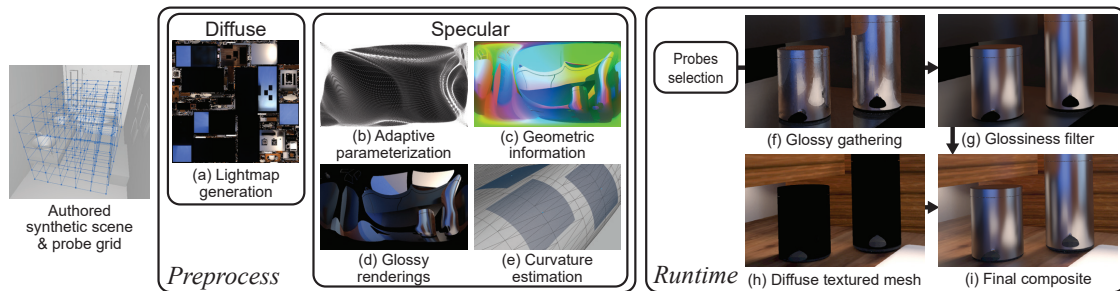 Authored
synthetic scene
& probe grid
Preprocess
Diffuse
(a) Lightmap
generation
Specular
(b) Adaptive
parameterization
(c) Geometric
information
(d) Glossy
renderings
(e) Curvature
estimation
Runtime
Probes
selection
(f) Glossy gathering
(g) Glossiness filter
(h) Diffuse textured mesh
(i) Final composite